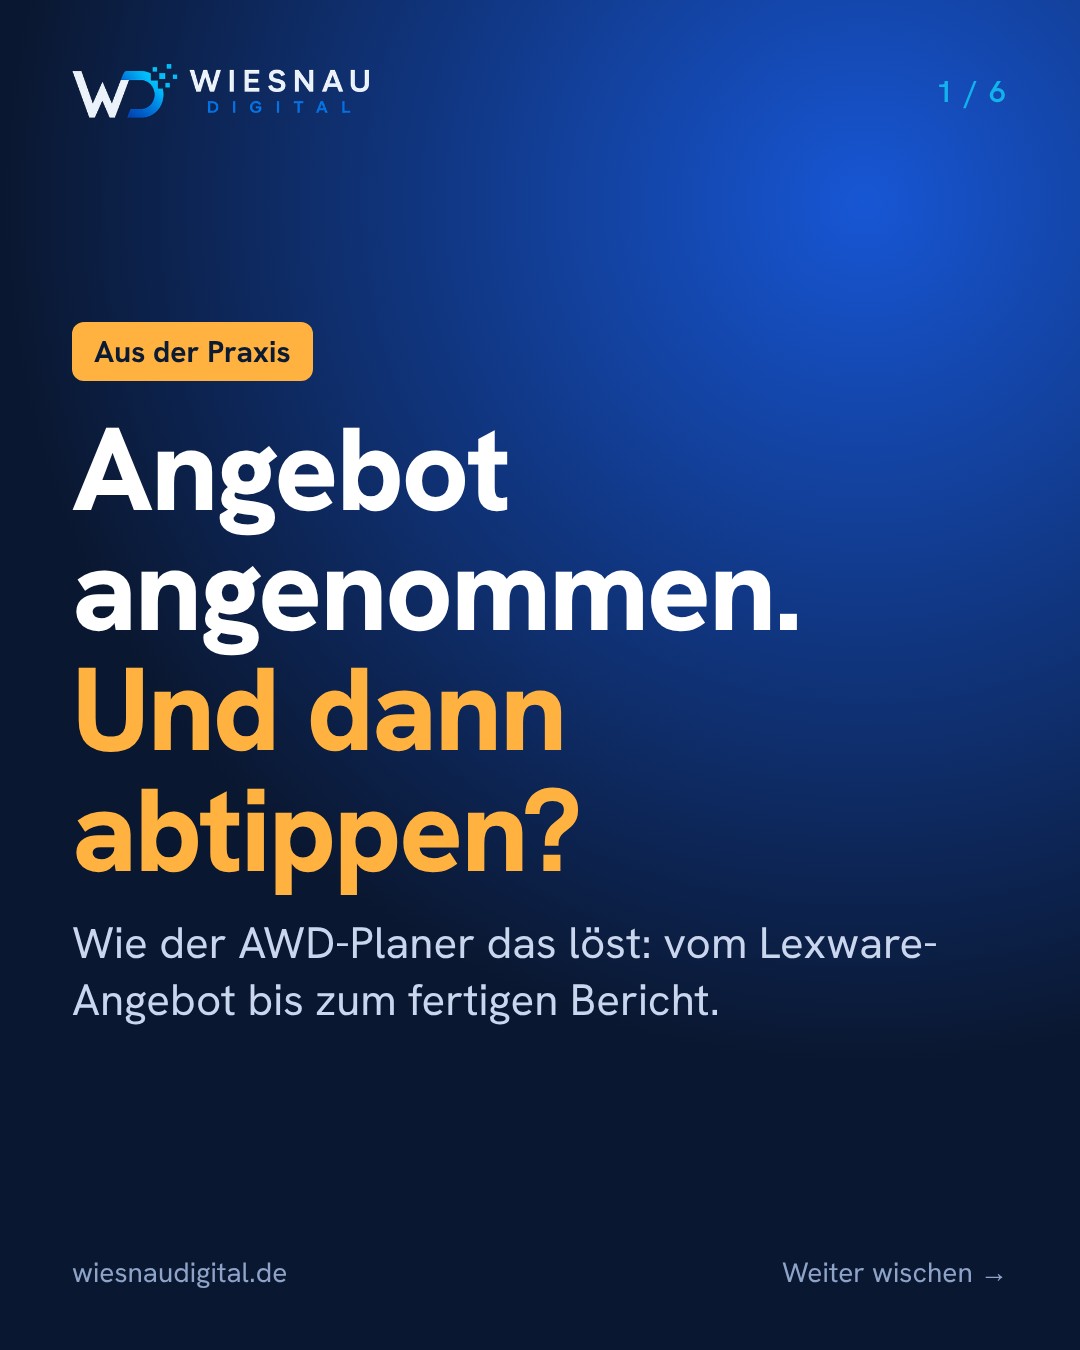 WD WIESNAU
DIGITAL
1 / 6
Aus der Praxis
Angebot
angenommen.
Und dann
abtippen?
Wie der AWD-Planer das löst: vom Lexware-
Angebot bis zum fertigen Bericht.
wiesnaudigital.de
Weiter wischen →